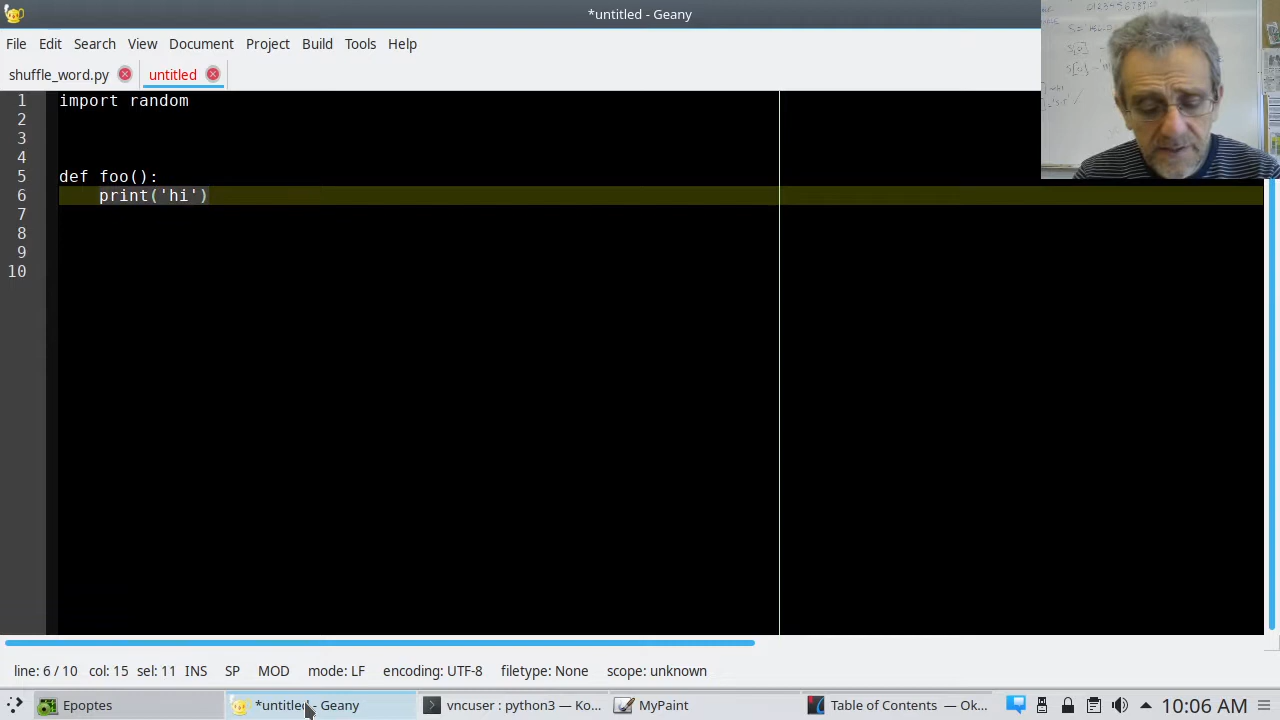 *untitled - Geany
File Edit Search View Document Project Build Tools Help
shuffle_word.py untitled
1 import random
2
3
4
5 def foo():
6 print('hi')
7
8
9
10
line: 6 / 10 col: 15 sel: 11 INS SP MOD mode: LF encoding: UTF-8 filetype: None scope: unknown
Epoptes *untitled - Geany vncuser : python3 — Ko... MyPaint Table of Contents — Ok... 10:06 AM